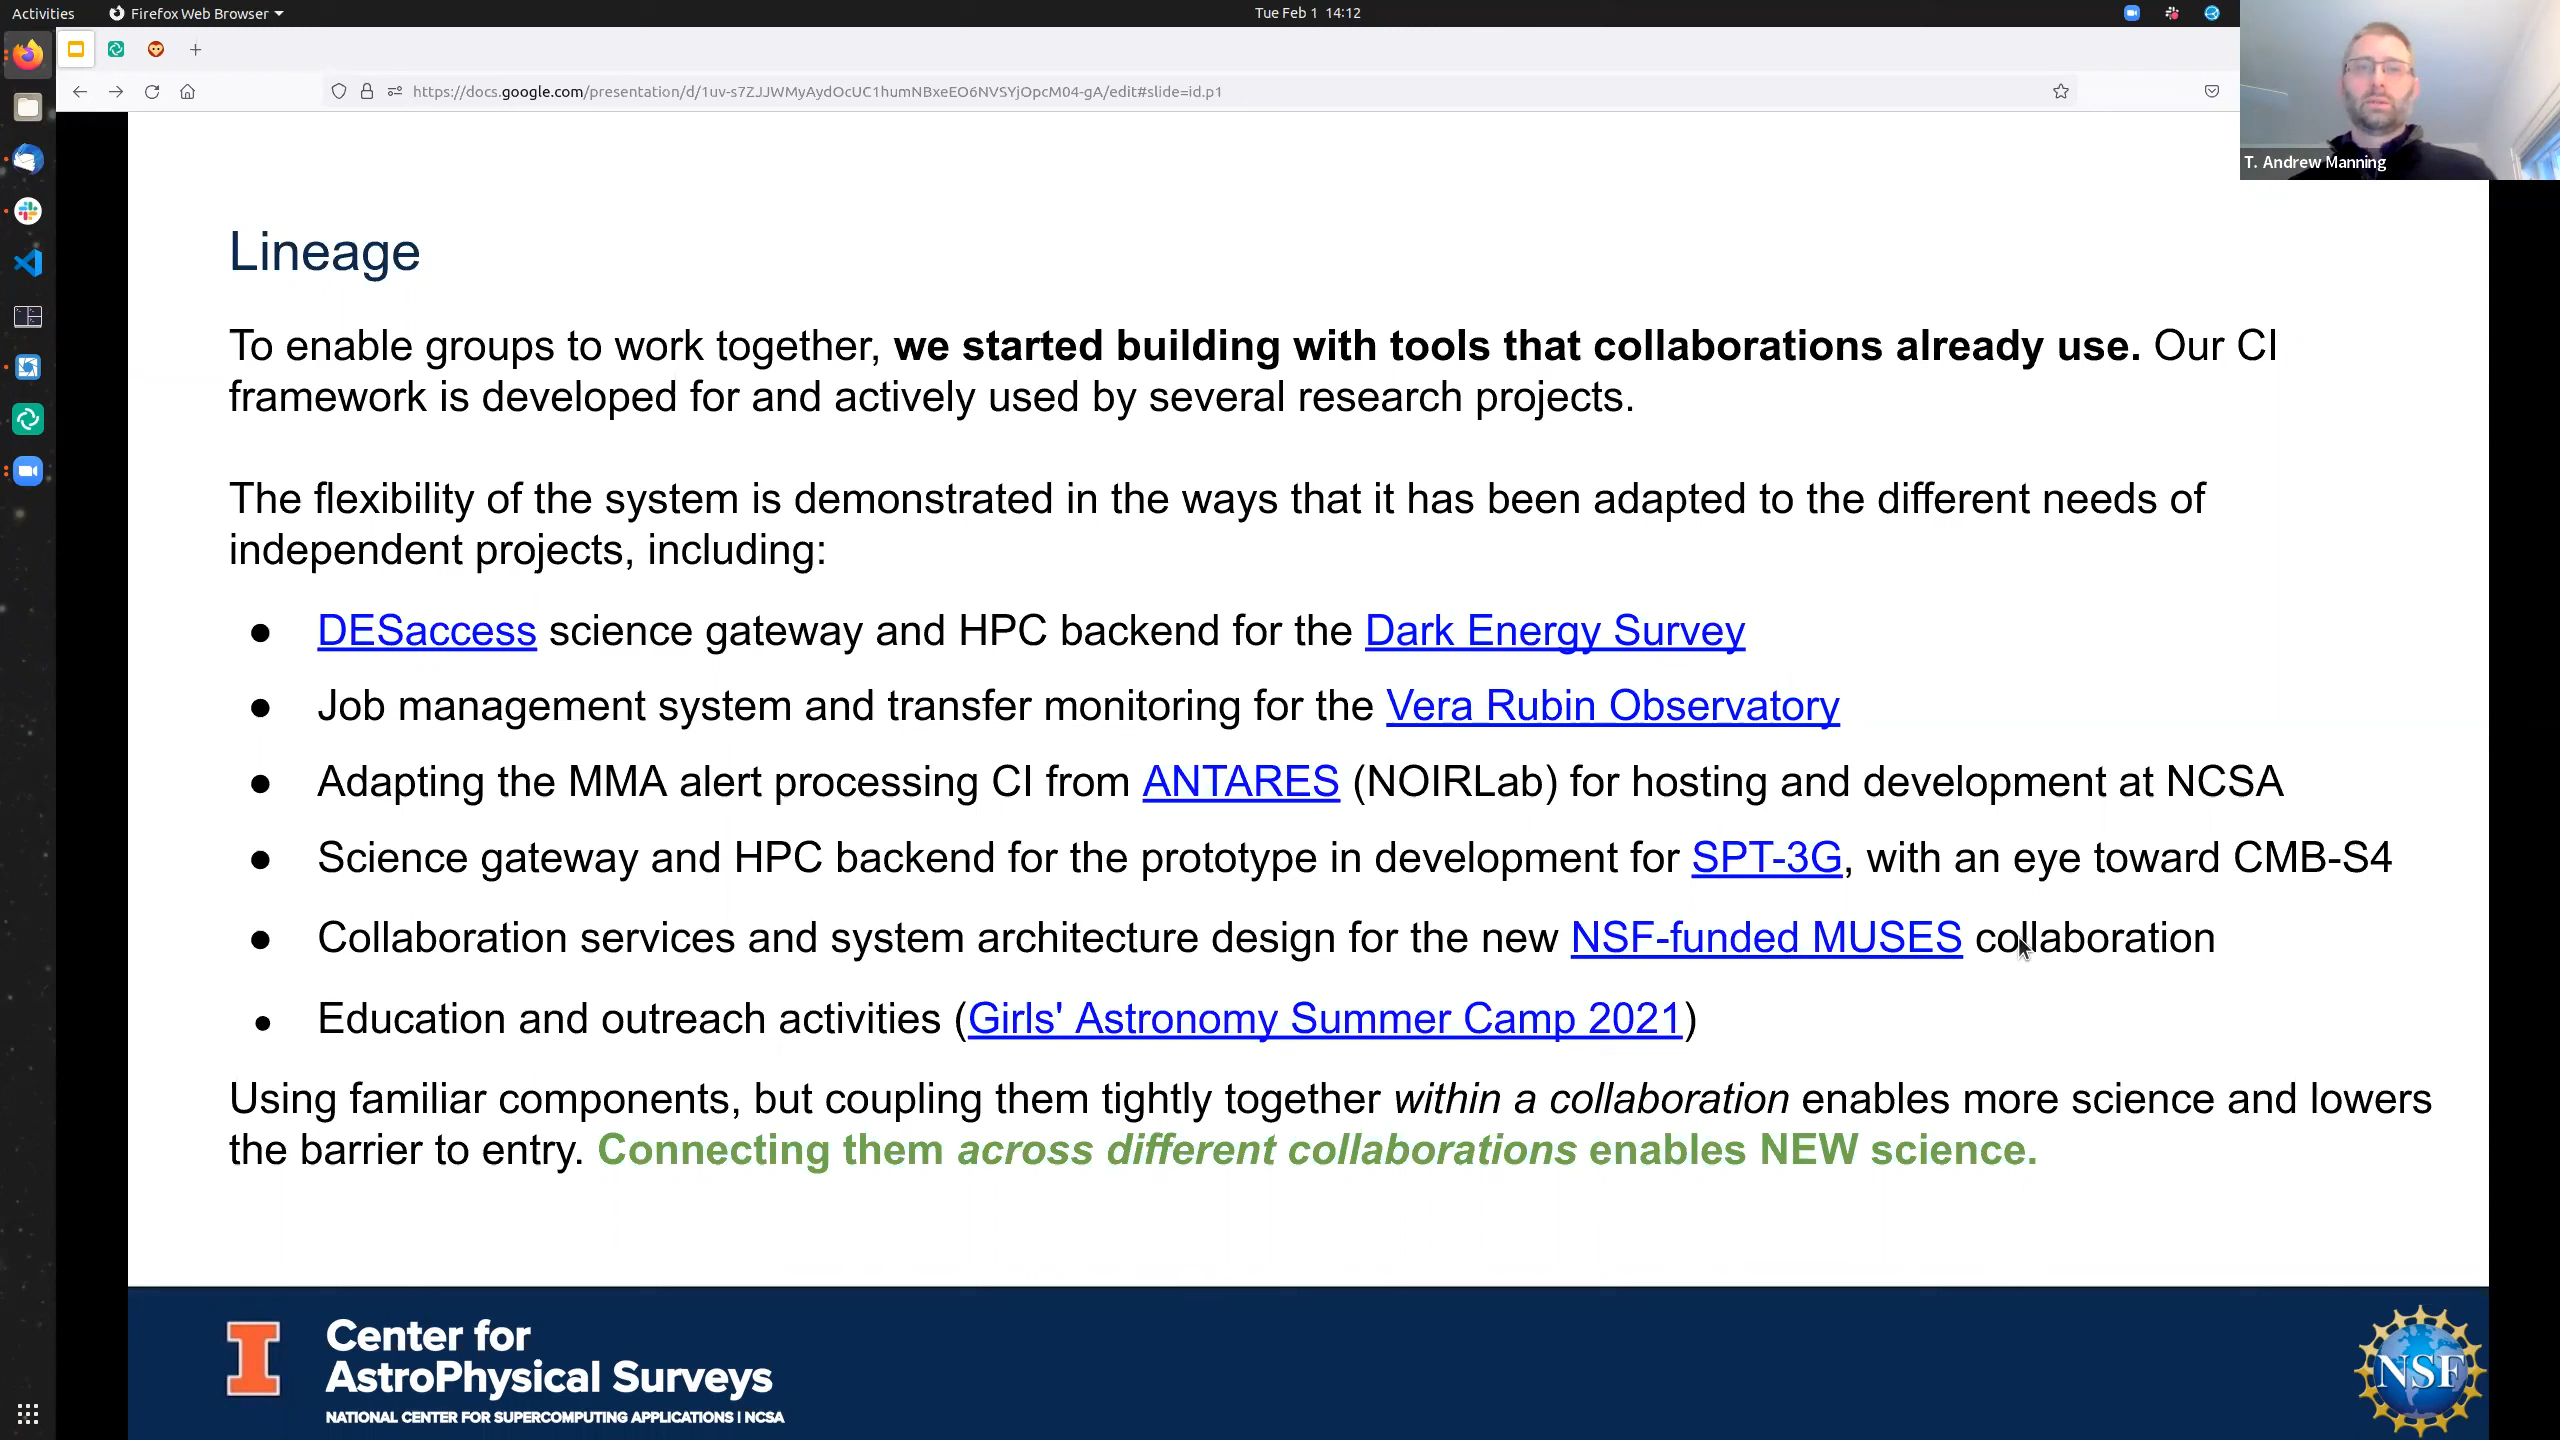 Activities
Firefox Web Browser
Tue Feb 1 14:12
https://docs.google.com/presentation/d/1uv-s7ZJJWMyAydOcUC1humNBxeEO6NVSYjOpcM04-gA/edit#slide=id.p1
T. Andrew Manning
Lineage
To enable groups to work together, we started building with tools that collaborations already use. Our CI
framework is developed for and actively used by several research projects.
The flexibility of the system is demonstrated in the ways that it has been adapted to the different needs of
independent projects, including:
● DESaccess science gateway and HPC backend for the Dark Energy Survey
● Job management system and transfer monitoring for the Vera Rubin Observatory
● Adapting the MMA alert processing CI from ANTARES (NOIRLab) for hosting and development at NCSA
● Science gateway and HPC backend for the prototype in development for SPT-3G, with an eye toward CMB-S4
● Collaboration services and system architecture design for the new NSF-funded MUSES collaboration
● Education and outreach activities (Girls' Astronomy Summer Camp 2021)
Using familiar components, but coupling them tightly together within a collaboration enables more science and lowers
the barrier to entry. Connecting them across different collaborations enables NEW science.
I
Center for
AstroPhysical Surveys
NATIONAL CENTER FOR SUPERCOMPUTING APPLICATIONS | NCSA
NSF